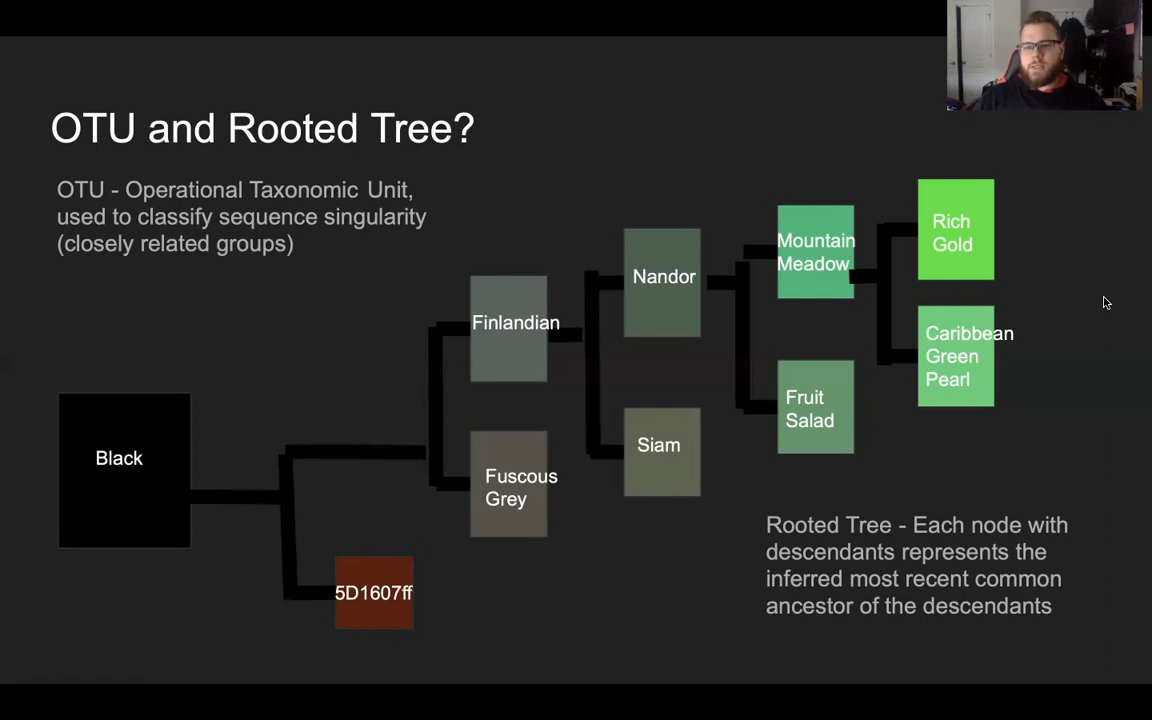 OTU and Rooted Tree?
OTU - Operational Taxonomic Unit,
used to classify sequence singularity
(closely related groups)
Rich
Gold
Mountain
Meadow
Nandor
Finlandian
Caribbean
Green
Pearl
Fruit
Salad
Siam
Black
Fuscous
Grey
5D1607ff
Rooted Tree - Each node with
descendants represents the
inferred most recent common
ancestor of the descendants